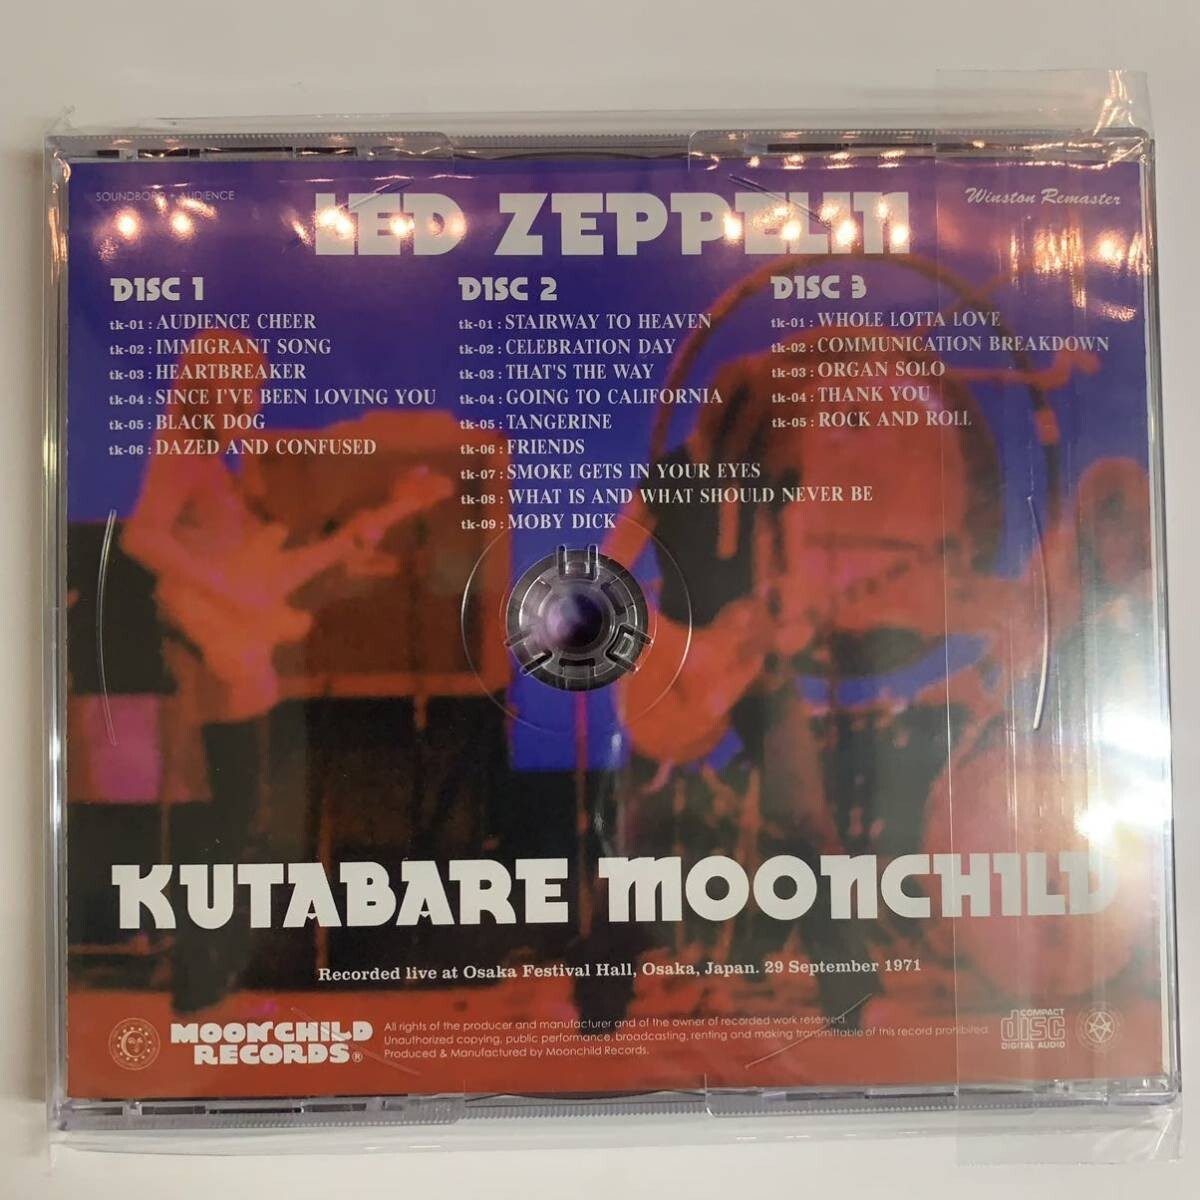 SOUNDBORD + AUDIENCE
LED ZEPPELIN
Winston Remaster
DISC 1
tk-01 : AUDIENCE CHEER
tk-02 : IMMIGRANT SONG
tk-03 : HEARTBREAKER
tk-04 : SINCE I'VE BEEN LOVING YOU
tk-05 : BLACK DOG
tk-06 : DAZED AND CONFUSED
DISC 2
tk-01 : STAIRWAY TO HEAVEN
tk-02 : CELEBRATION DAY
tk-03 : THAT'S THE WAY
tk-04 : GOING TO CALIFORNIA
tk-05 : TANGERINE
tk-06 : FRIENDS
tk-07 : SMOKE GETS IN YOUR EYES
tk-08 : WHAT IS AND WHAT SHOULD NEVER BE
tk-09 : MOBY DICK
DISC 3
tk-01 : WHOLE LOTTA LOVE
tk-02 : COMMUNICATION BREAKDOWN
tk-03 : ORGAN SOLO
tk-04 : THANK YOU
tk-05 : ROCK AND ROLL
KUTABARE MOONCHILD
Recorded live at Osaka Festival Hall, Osaka, Japan. 29 September 1971
MOONCHILD
RECORDS®
All rights of the producer and manufacturer and of the owner of recorded work reserved.
Unauthorized copying, public performance, broadcasting, renting and making transmittable of this record prohibited.
Produced & Manufactured by Moonchild Records.
COMPACT
disc
DIGITAL AUDIO